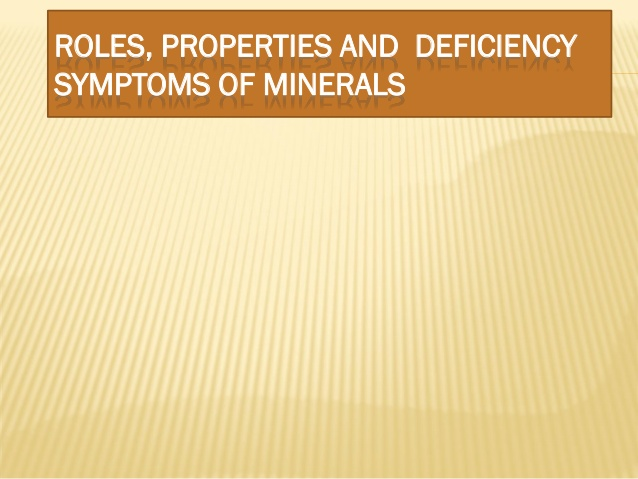 ROLES, PROPERTIES AND DEFICIENCY
SYMPTOMS OF MINERALS